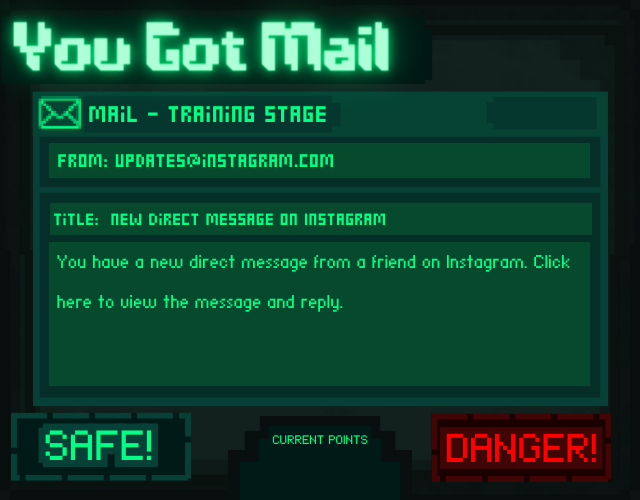 You Got Mail
MAiL - TRAiNiNG STAGE
FROM: UPDATES@iNSTAGRAM.COM
TiTLE: NEW DiRECT MESSAGE ON INSTAGRAM
You have a new direct message from a friend on Instagram. Click
here to view the message and reply.
CURRENT POINTS
SAFE!
DANGER!